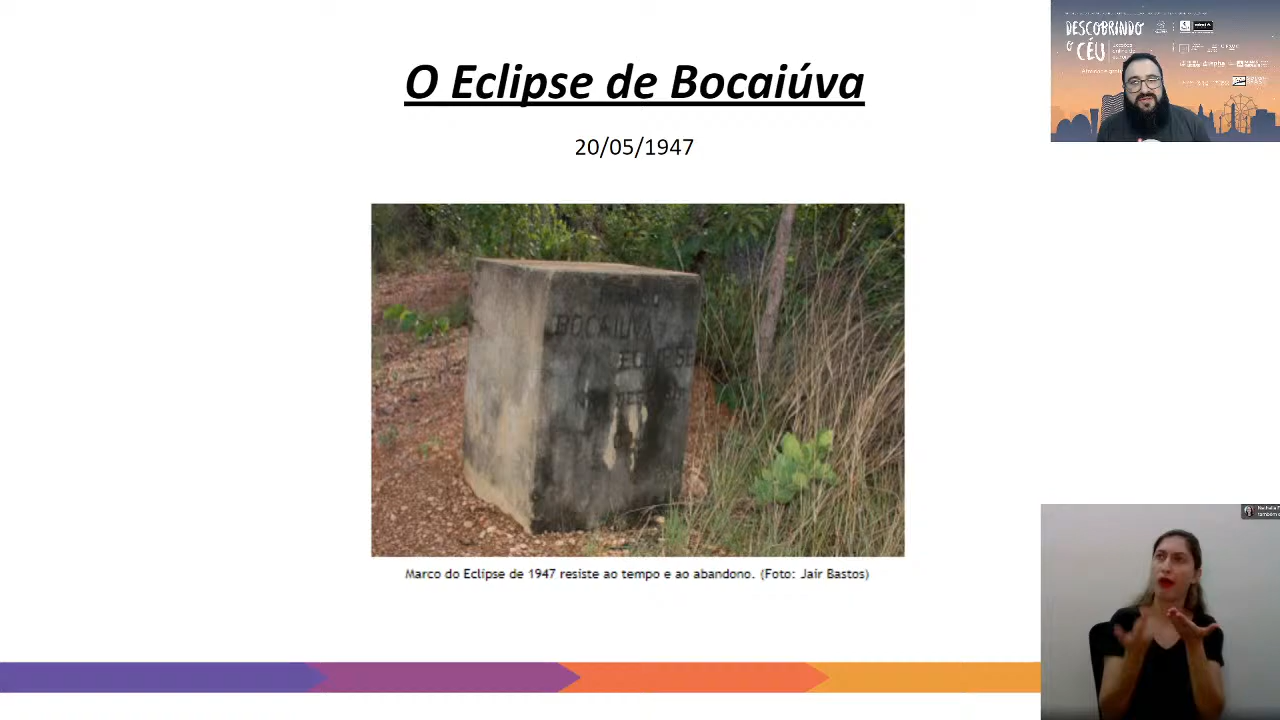 O Eclipse de Bocaiúva
20/05/1947
BOCAIUVA
ECLIPSE
Marco do Eclipse de 1947 resiste ao tempo e ao abandono. (Foto: Jair Bastos)
DESCOBRINDO
O CÉU